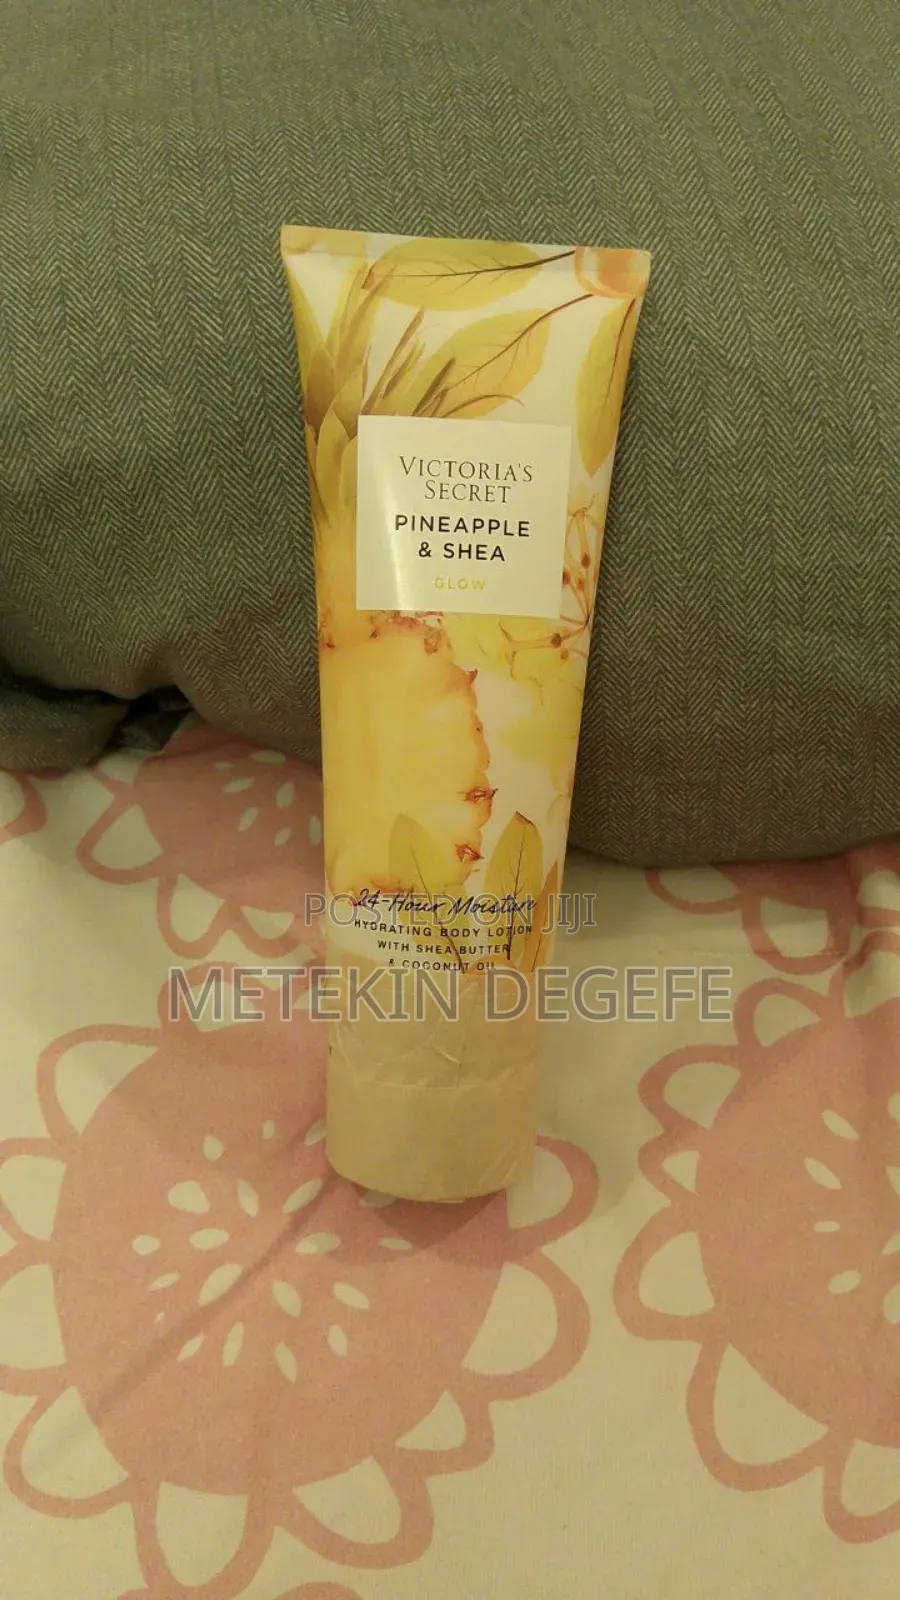 VICTORIA'S
SECRET
PINEAPPLE
& SHEA
GLOW
24-Hour Moisture
POSTED ON JIJI
HYDRATING BODY LOTION
WITH SHEA BUTTER
& COCONUT OIL
METEKIN DEGEFE